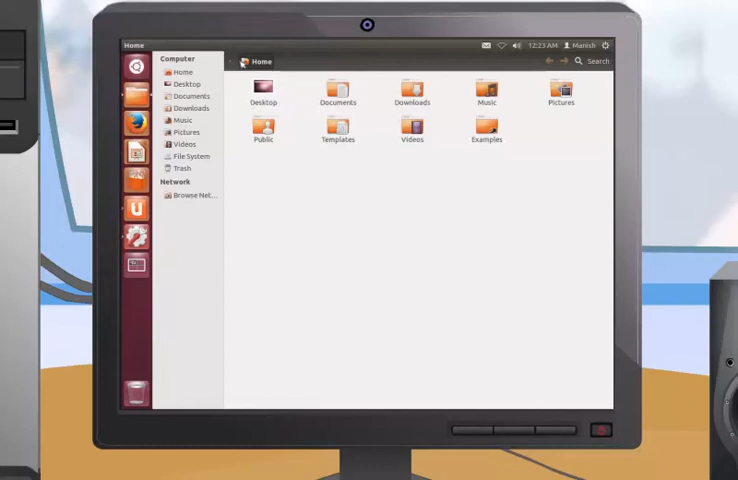 Home
12:23 AM Manish
Computer
Home
Search
Home
Desktop
Documents
Downloads
Music
Pictures
Videos
File System
Trash
Network
Browse Net...
Desktop
Documents
Downloads
Music
Pictures
Public
Templates
Videos
Examples